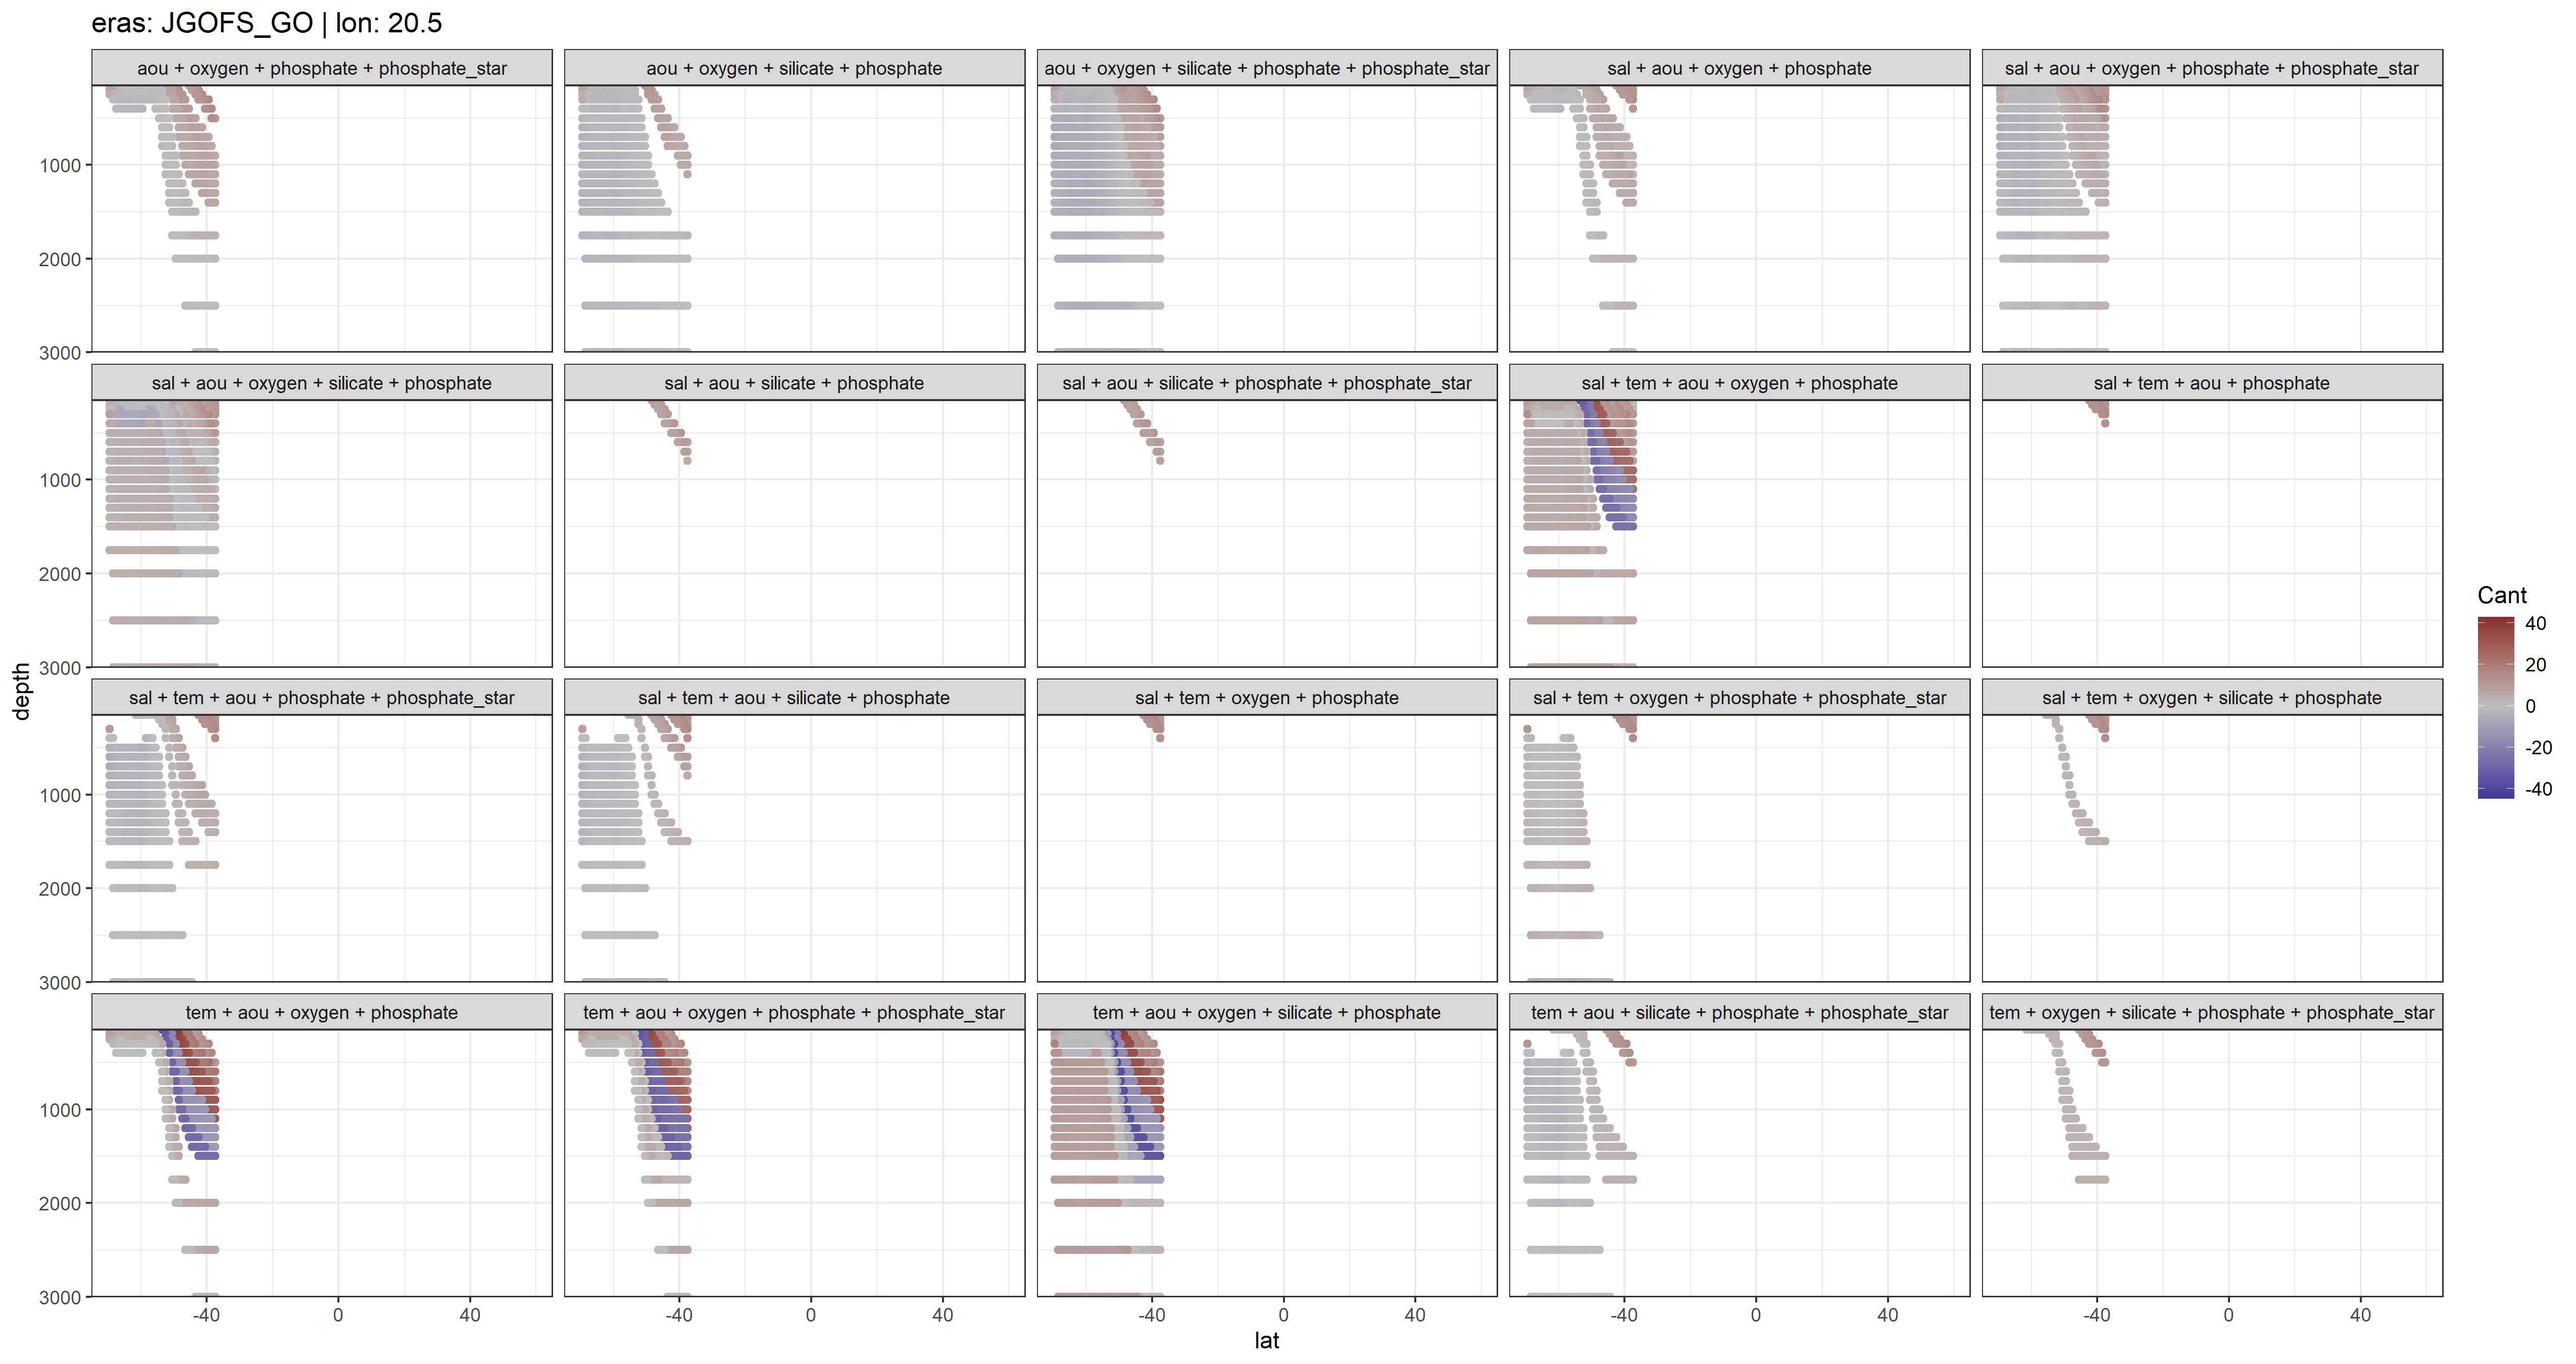 eras: JGOFS_GO | lon: 20.5
aou + oxygen + phosphate + phosphate_star
aou + oxygen + silicate + phosphate
aou + oxygen + silicate + phosphate + phosphate_star
sal + aou + oxygen + phosphate
sal + aou + oxygen + phosphate + phosphate_star
1000
2000
3000
sal + aou + oxygen + silicate + phosphate
sal + aou + silicate + phosphate
sal + aou + silicate + phosphate + phosphate_star
sal + tem + aou + oxygen + phosphate
sal + tem + aou + phosphate
1000
2000
3000
sal + tem + aou + phosphate + phosphate_star
sal + tem + aou + silicate + phosphate
sal + tem + oxygen + phosphate
sal + tem + oxygen + phosphate + phosphate_star
sal + tem + oxygen + silicate + phosphate
1000
2000
3000
tem + aou + oxygen + phosphate
tem + aou + oxygen + phosphate + phosphate_star
tem + aou + oxygen + silicate + phosphate
tem + aou + silicate + phosphate + phosphate_star
tem + oxygen + silicate + phosphate + phosphate_star
1000
2000
3000
-40 0 40
-40 0 40
-40 0 40
-40 0 40
-40 0 40
lat
depth
Cant
40
20
0
-20
-40